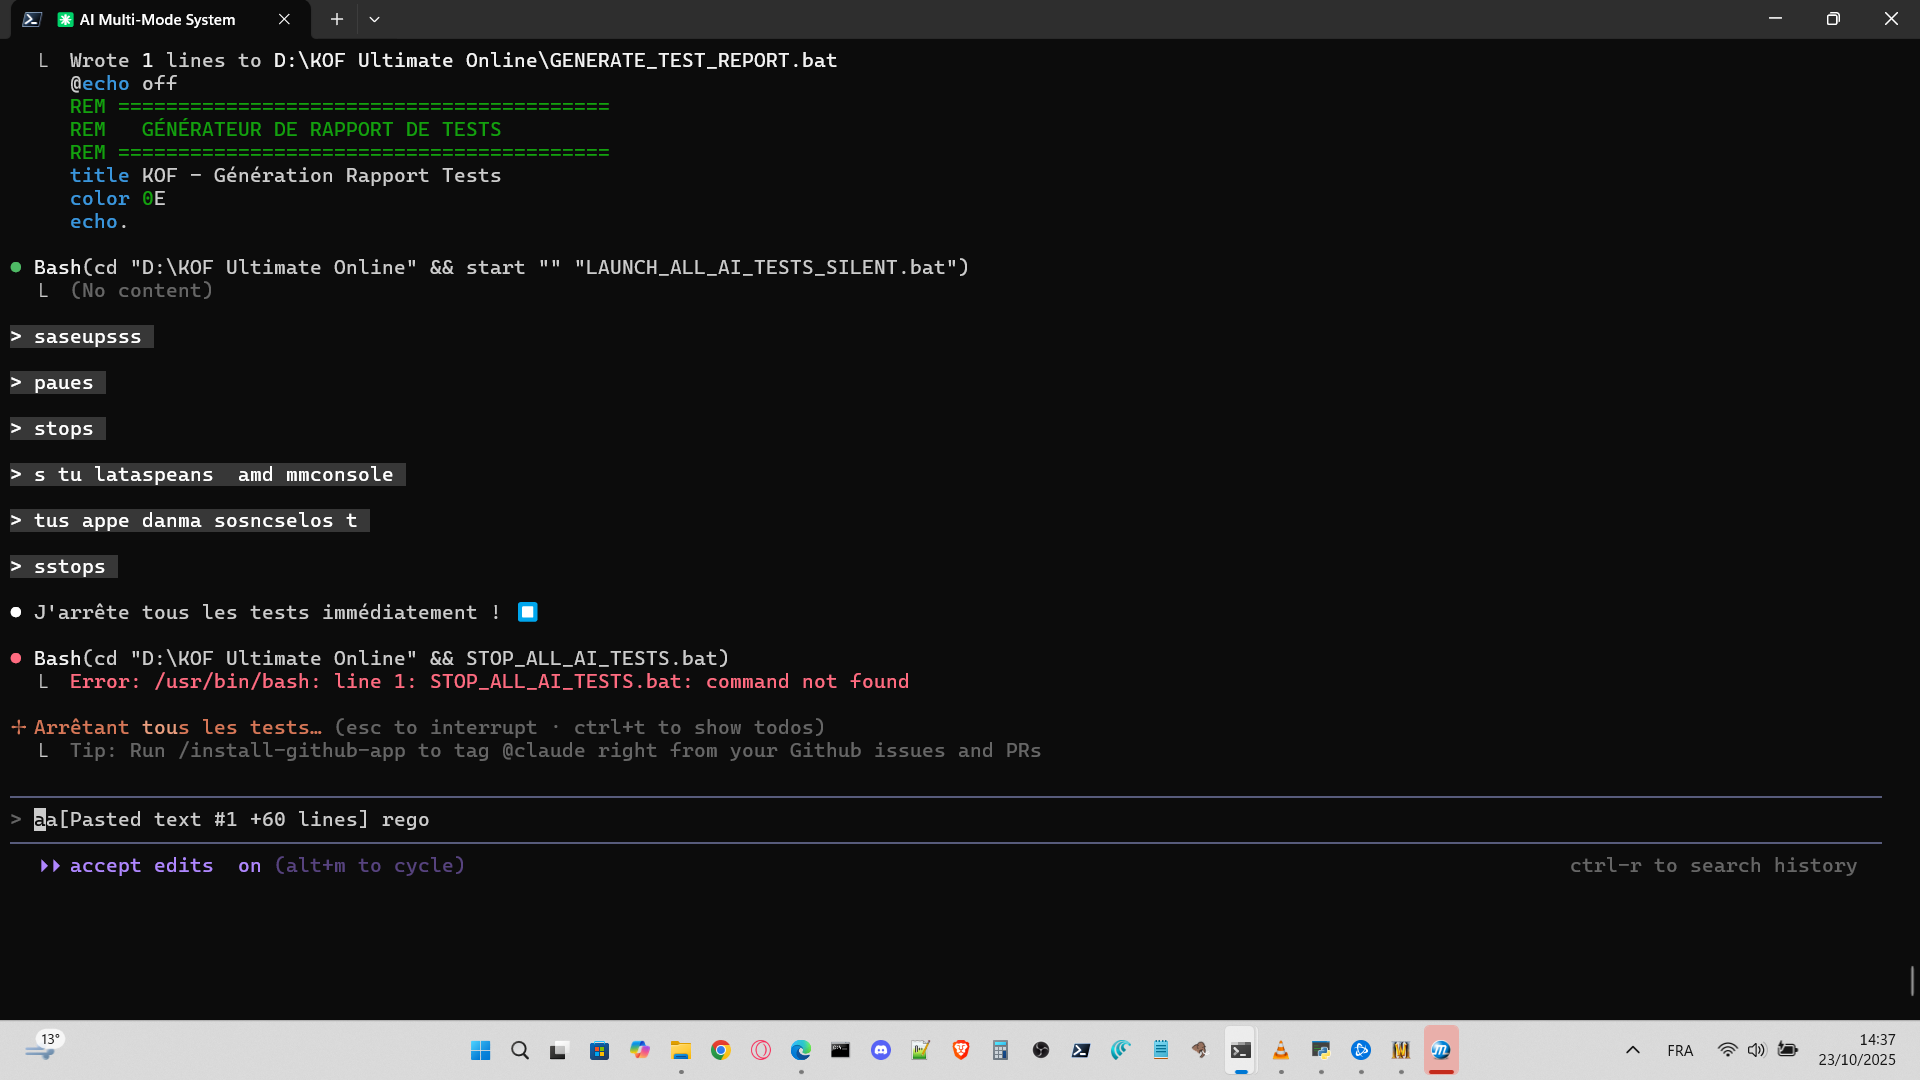 AI Multi-Mode System
└ Wrote 1 lines to D:\KOF Ultimate Online\GENERATE_TEST_REPORT.bat
@echo off
REM =========================================
REM   GÉNÉRATEUR DE RAPPORT DE TESTS
REM =========================================
title KOF - Génération Rapport Tests
color 0E
echo.
● Bash(cd "D:\KOF Ultimate Online" && start "" "LAUNCH_ALL_AI_TESTS_SILENT.bat")
└ (No content)
> saseupsss
> paues
> stops
> s tu lataspeans  amd mmconsole
> tus appe danma sosncselos t
> sstops
● J'arrête tous les tests immédiatement ! ⏹
● Bash(cd "D:\KOF Ultimate Online" && STOP_ALL_AI_TESTS.bat)
└ Error: /usr/bin/bash: line 1: STOP_ALL_AI_TESTS.bat: command not found
✢ Arrêtant tous les tests… (esc to interrupt · ctrl+t to show todos)
└ Tip: Run /install-github-app to tag @claude right from your Github issues and PRs
> aa[Pasted text #1 +60 lines] rego
⏵⏵ accept edits  on (alt+m to cycle)
ctrl-r to search history
13°
FRA
14:37
23/10/2025